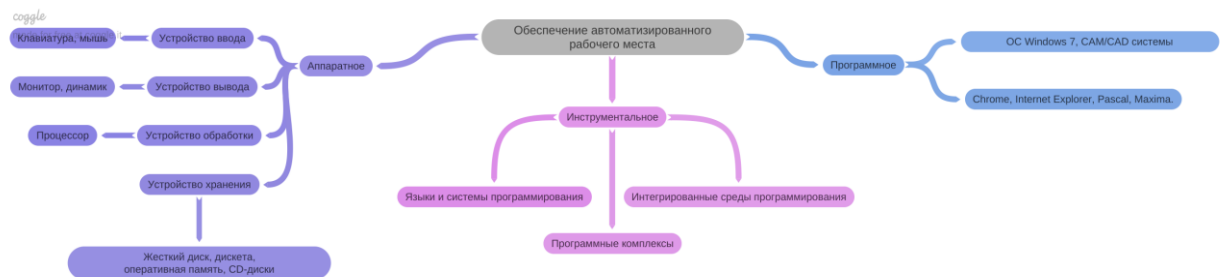 coggle
Обеспечение автоматизированного
рабочего места
Аппаратное
Устройство ввода
Клавиатура, мышь
Устройство вывода
Монитор, динамик
Устройство обработки
Процессор
Устройство хранения
Жесткий диск, дискета,
оперативная память, CD-диски
Инструментальное
Языки и системы программирования
Программные комплексы
Интегрированные среды программирования
Программное
ОС Windows 7, CAM/CAD системы
Chrome, Internet Explorer, Pascal, Maxima.